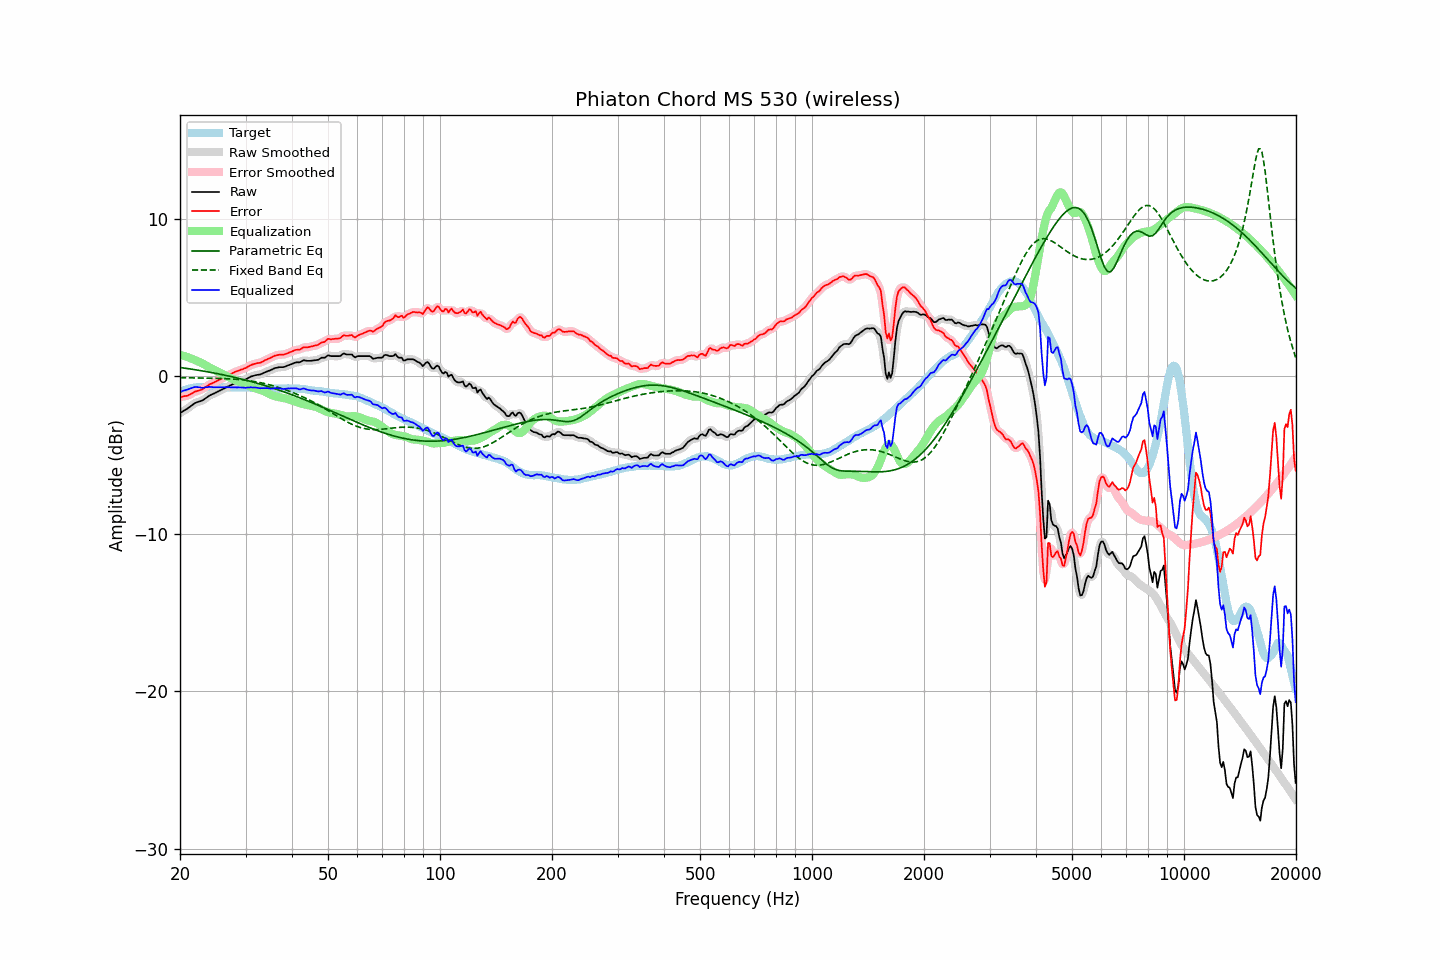 Phiaton Chord MS 530 (wireless)
Target
Raw Smoothed
Error Smoothed
Raw
Error
Equalization
Parametric Eq
Fixed Band Eq
Equalized
Amplitude (dBr)
10
0
−10
−20
−30
20 50 100 200 500 1000 2000 5000 10000 20000
Frequency (Hz)